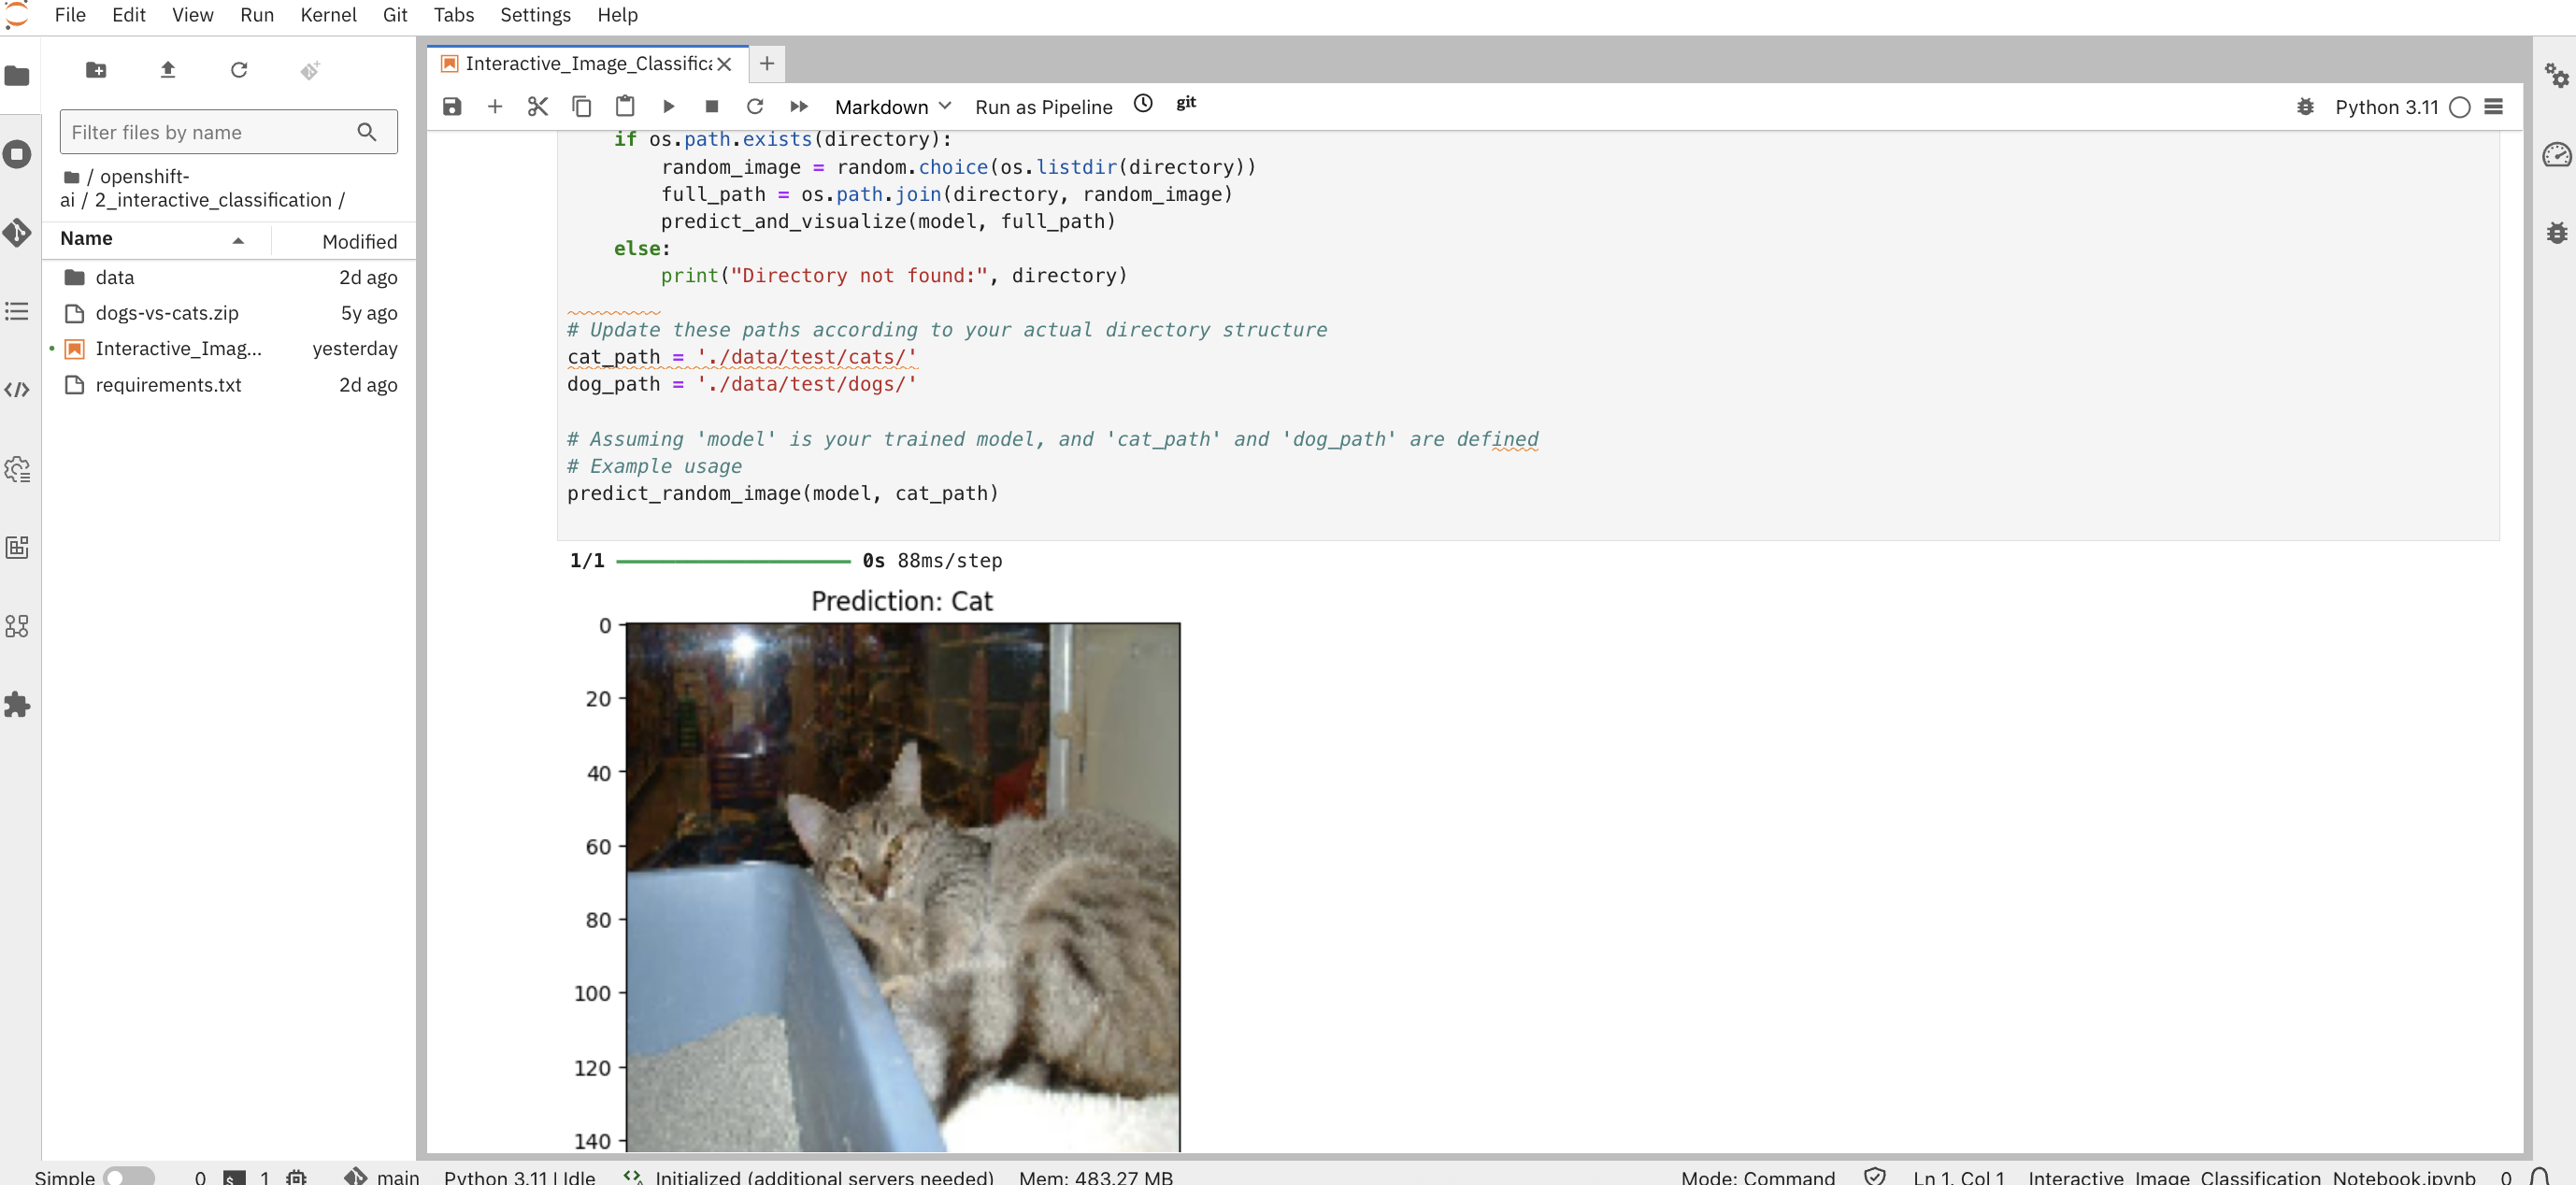 File Edit View Run Kernel Git Tabs Settings Help
Filter files by name
/ openshift-
ai / 2_interactive_classification /
Name Modified
data 2d ago
dogs-vs-cats.zip 5y ago
Interactive_Imag... yesterday
requirements.txt 2d ago
Interactive_Image_Classifica
Markdown Run as Pipeline git Python 3.11
if os.path.exists(directory):
random_image = random.choice(os.listdir(directory))
full_path = os.path.join(directory, random_image)
predict_and_visualize(model, full_path)
else:
print("Directory not found:", directory)
# Update these paths according to your actual directory structure
cat_path = './data/test/cats/'
dog_path = './data/test/dogs/'
# Assuming 'model' is your trained model, and 'cat_path' and 'dog_path' are defined
# Example usage
predict_random_image(model, cat_path)
1/1 0s 88ms/step
Prediction: Cat
0
20
40
60
80
100
120
140
Simple 0 1 main Python 3.11 | Idle Initialized (additional servers needed) Mem: 483.27 MB Mode: Command Ln 1, Col 1 Interactive_Image_Classification_Notebook.ipynb 0